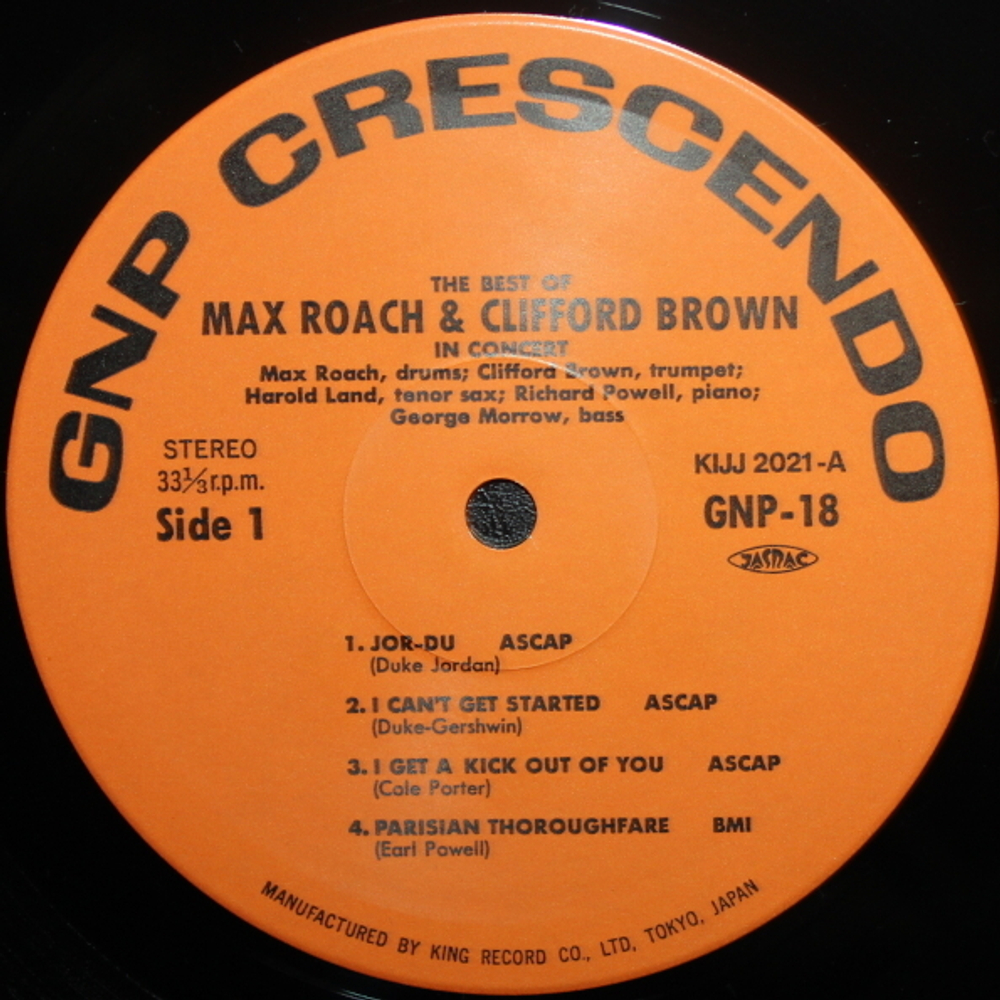 GNP CRESCENDO
THE BEST OF
MAX ROACH & CLIFFORD BROWN
IN CONCERT
Max Roach, drums; Clifford Brown, trumpet;
Harold Land, tenor sax; Richard Powell, piano;
George Morrow, bass
STEREO
33⅓r.p.m.
Side 1
KIJJ 2021-A
GNP-18
JASRAC
1. JOR-DU ASCAP
(Duke Jordan)
2. I CAN'T GET STARTED ASCAP
(Duke-Gershwin)
3. I GET A KICK OUT OF YOU ASCAP
(Cole Porter)
4. PARISIAN THOROUGHFARE BMI
(Earl Powell)
MANUFACTURED BY KING RECORD CO., LTD, TOKYO, JAPAN